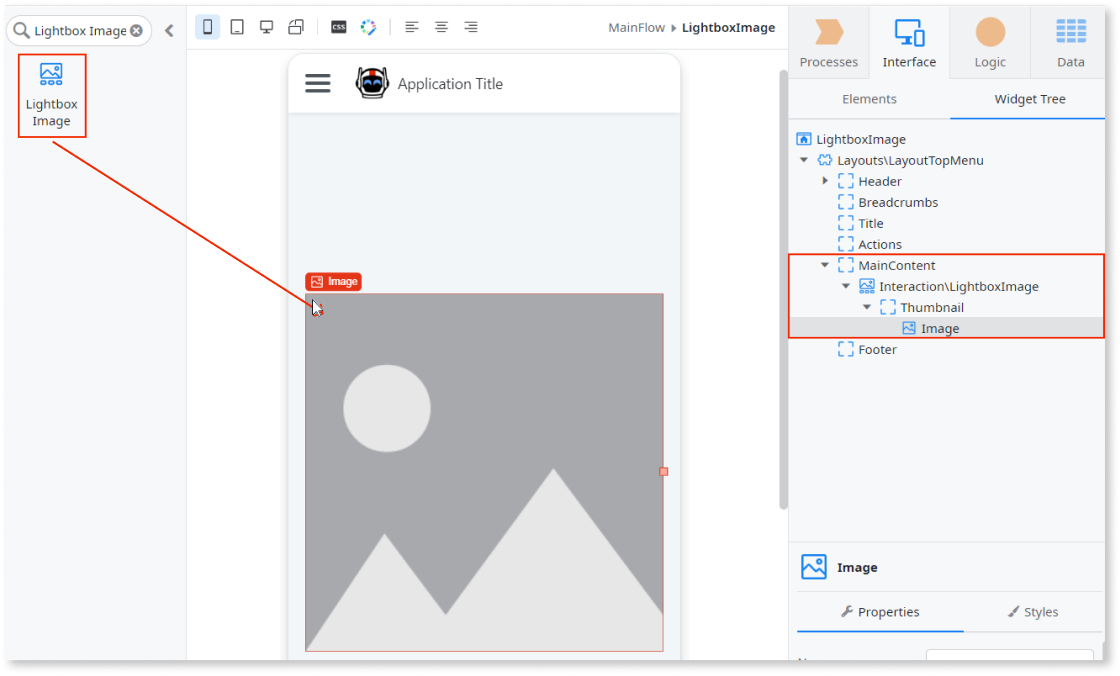 Lightbox Image
Lightbox
Image
css
MainFlow LightboxImage
Application Title
Image
Processes
Interface
Logic
Data
Elements
Widget Tree
LightboxImage
Layouts\LayoutTopMenu
Header
Breadcrumbs
Title
Actions
MainContent
Interaction\LightboxImage
Thumbnail
Image
Footer
Image
Properties
Styles